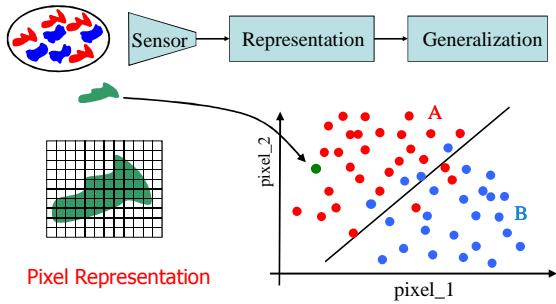 Sensor
Representation
Generalization
A
pixel_2
B
Pixel Representation
pixel_1